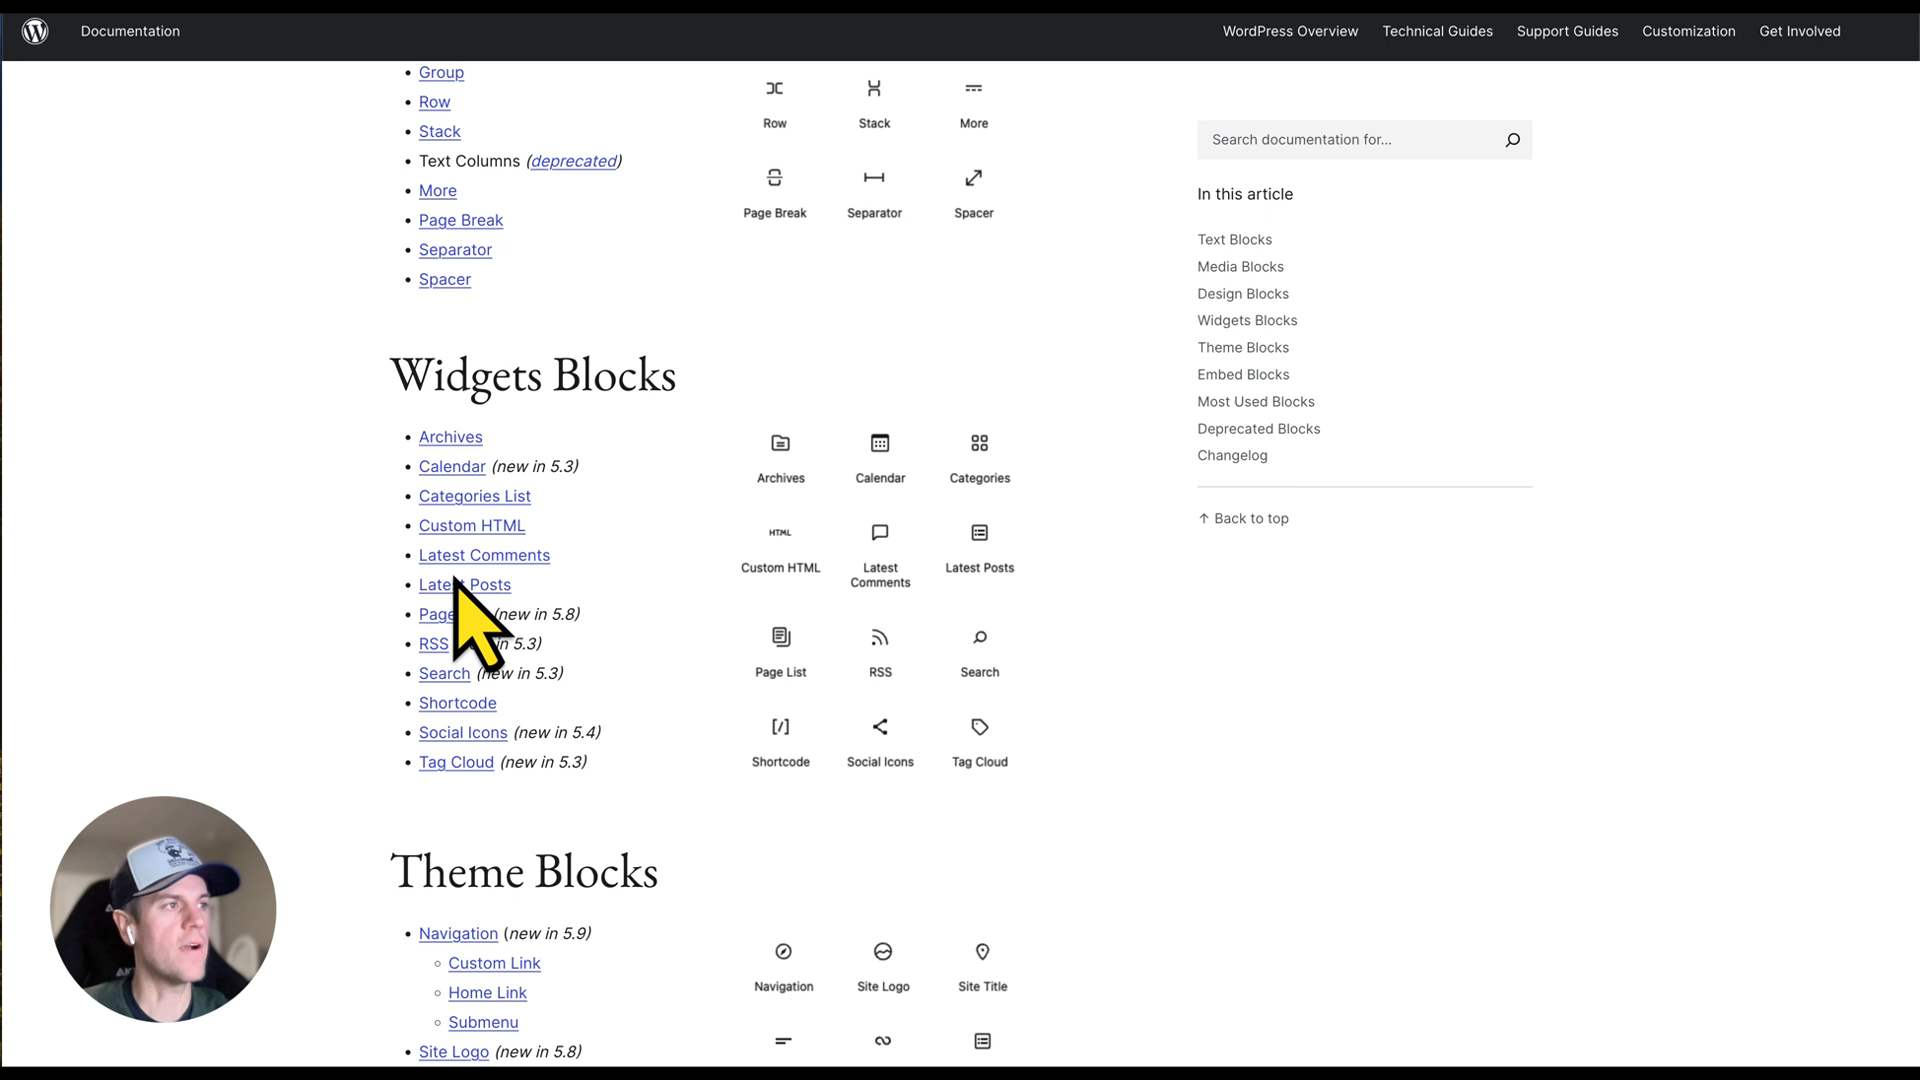 Documentation
WordPress Overview Technical Guides Support Guides Customization Get Involved
Group
Row
Stack
Text Columns (deprecated)
More
Page Break
Separator
Spacer
Row Stack More
Page Break Separator Spacer
Widgets Blocks
Archives
Calendar (new in 5.3)
Categories List
Custom HTML
Latest Comments
Latest Posts
Page (new in 5.8)
RSS in 5.3)
Search (new in 5.3)
Shortcode
Social Icons (new in 5.4)
Tag Cloud (new in 5.3)
Archives Calendar Categories
HTML
Custom HTML Latest Comments Latest Posts
Page List RSS Search
[/]
Shortcode Social Icons Tag Cloud
Theme Blocks
Navigation (new in 5.9)
Custom Link
Home Link
Submenu
Site Logo (new in 5.8)
Navigation Site Logo Site Title
Search documentation for...
In this article
Text Blocks
Media Blocks
Design Blocks
Widgets Blocks
Theme Blocks
Embed Blocks
Most Used Blocks
Deprecated Blocks
Changelog
↑ Back to top